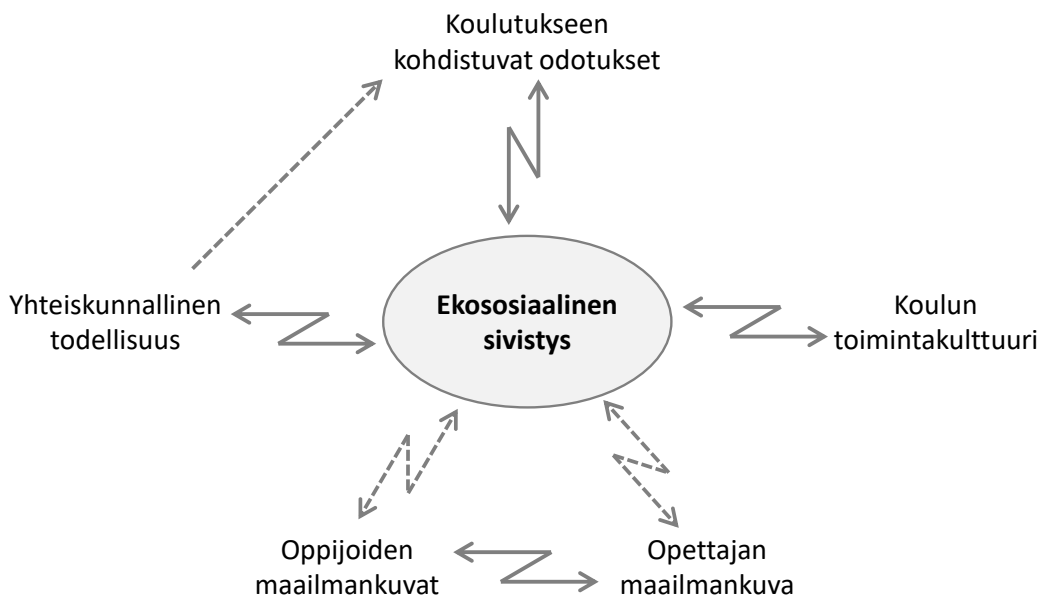 Koulutukseen
kohdistuvat odotukset
Yhteiskunnallinen
todellisuus
Ekososiaalinen
sivistys
Koulun
toimintakulttuuri
Oppijoiden
maailmankuvat
Opettajan
maailmankuva